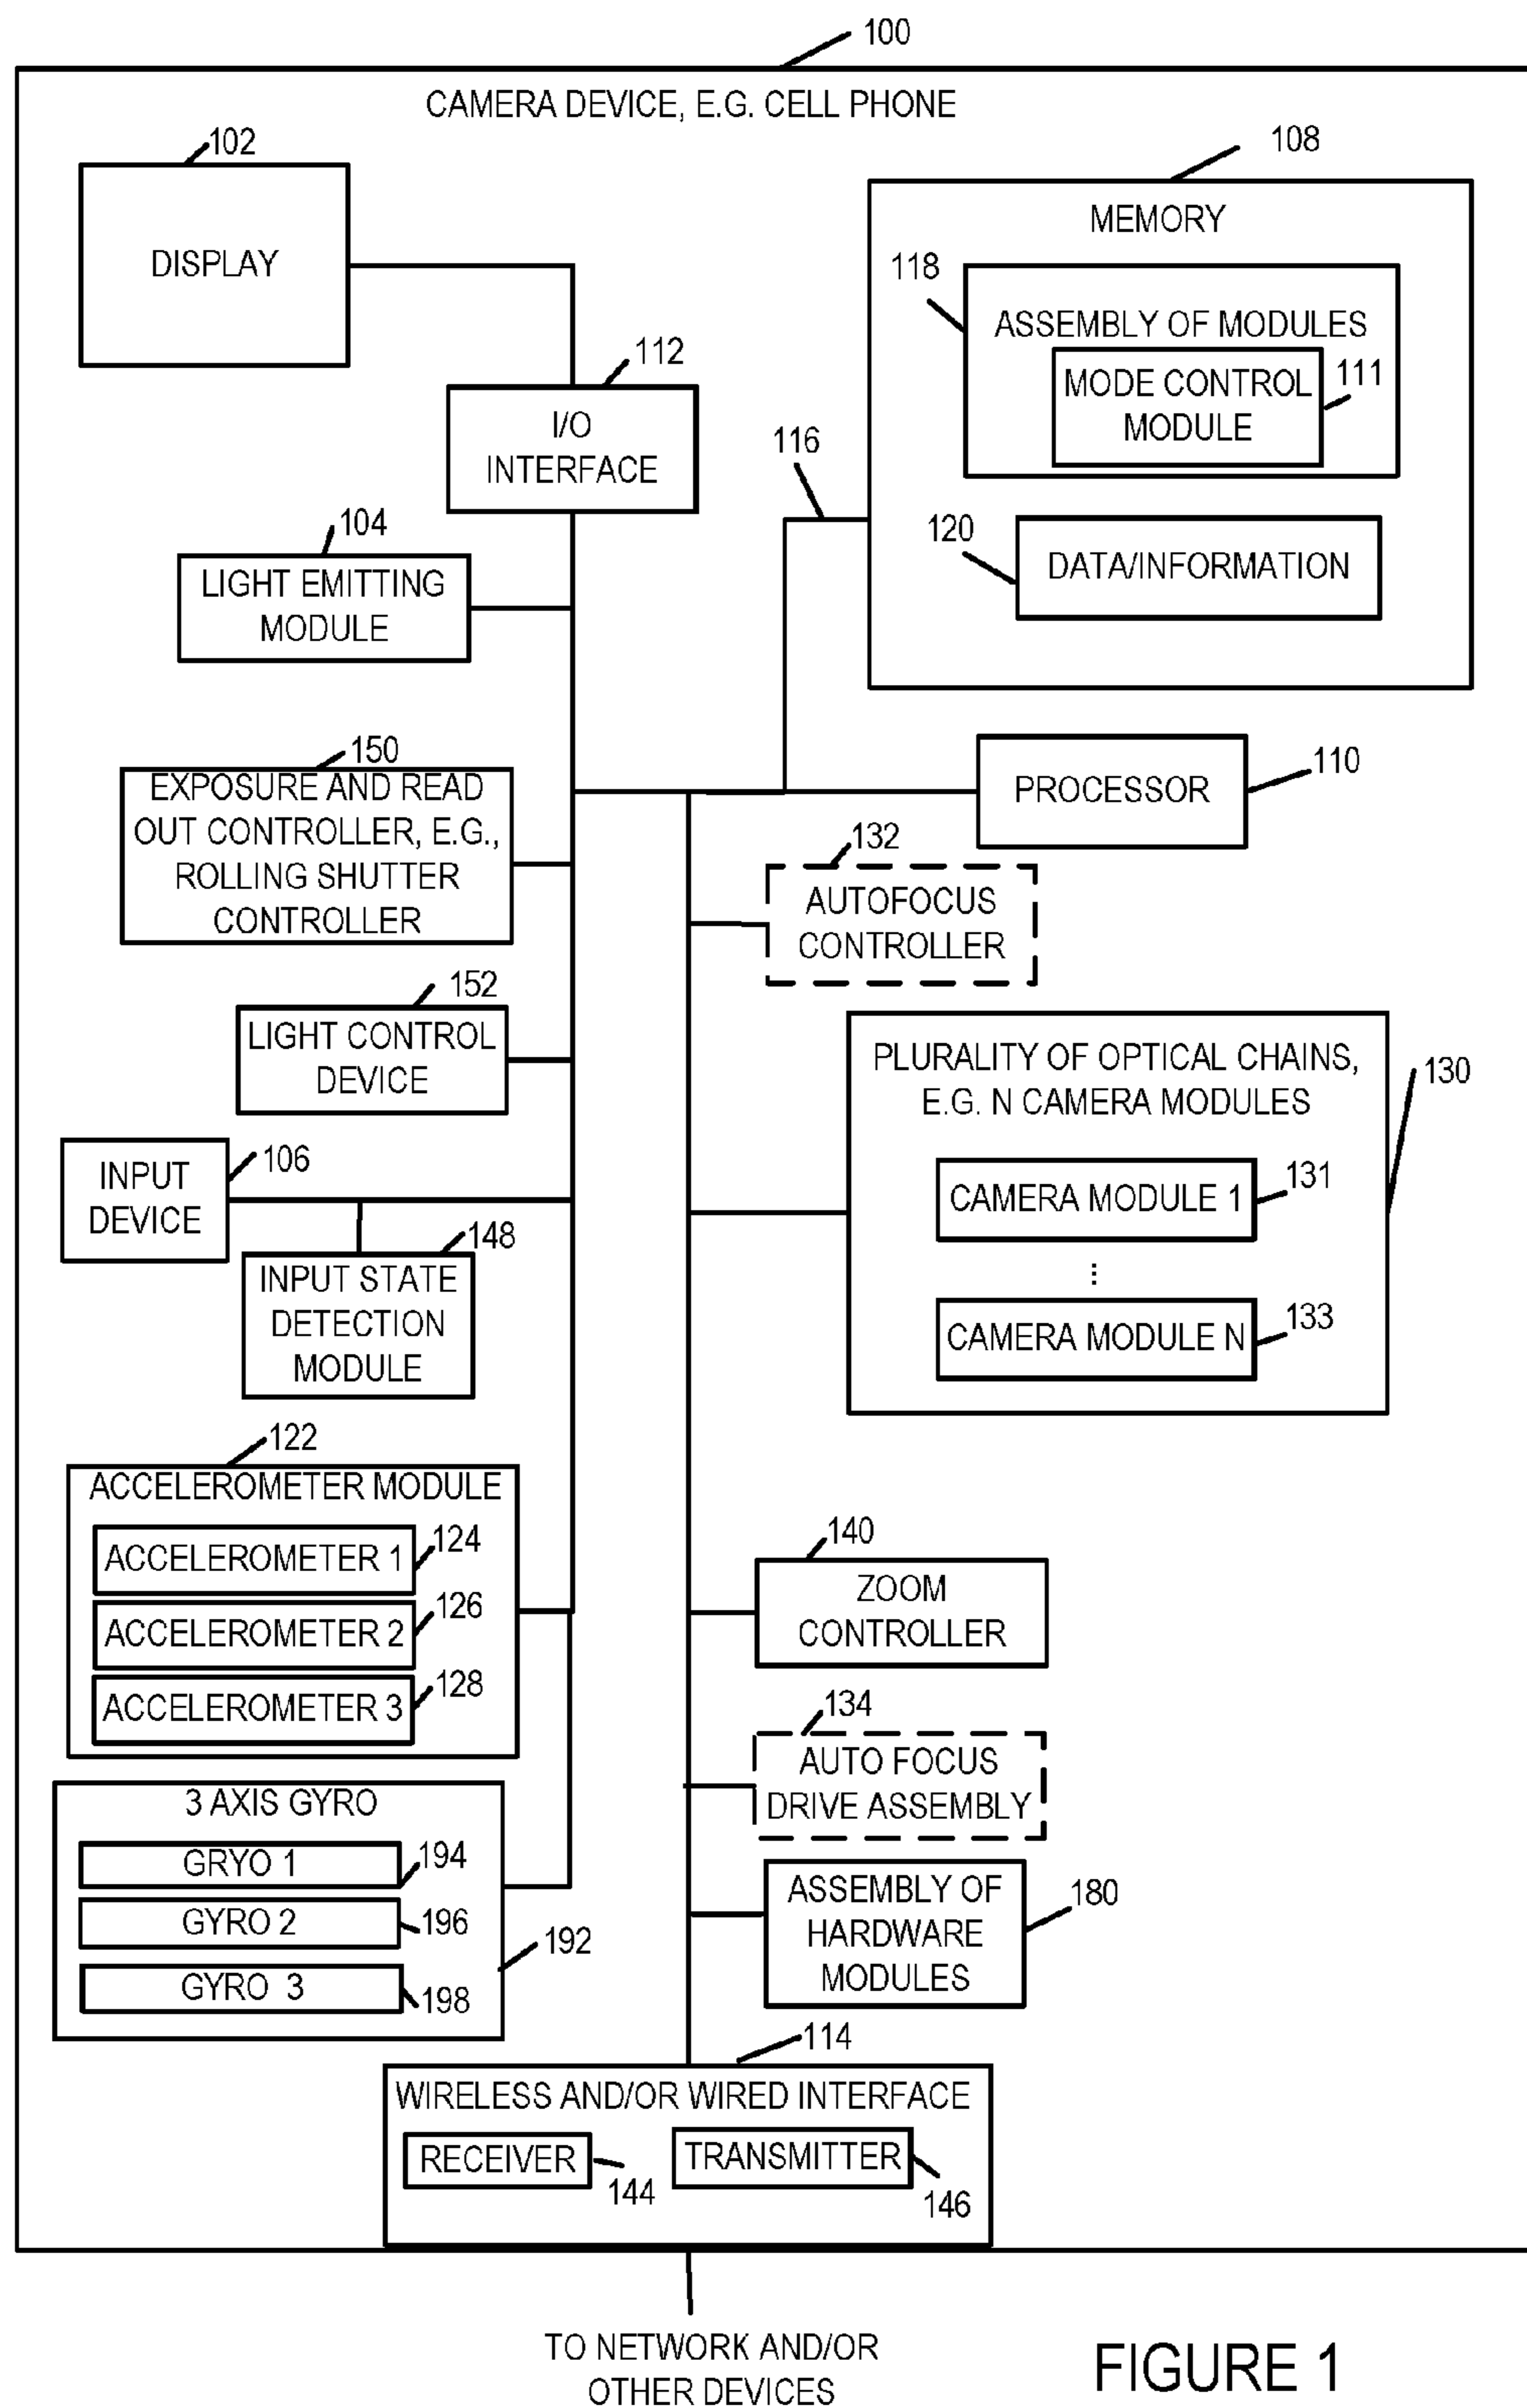 100
CAMERA DEVICE, E.G. CELL PHONE
102
DISPLAY
108
MEMORY
118
ASSEMBLY OF MODULES
MODE CONTROL
MODULE
111
120
DATA/INFORMATION
112
I/O
INTERFACE
116
104
LIGHT EMITTING
MODULE
150
EXPOSURE AND READ
OUT CONTROLLER, E.G.,
ROLLING SHUTTER
CONTROLLER
PROCESSOR
110
132
AUTOFOCUS
CONTROLLER
152
LIGHT CONTROL
DEVICE
PLURALITY OF OPTICAL CHAINS,
E.G. N CAMERA MODULES
130
CAMERA MODULE 1
131
...
CAMERA MODULE N
133
INPUT
DEVICE
106
148
INPUT STATE
DETECTION
MODULE
122
ACCELEROMETER MODULE
ACCELEROMETER 1
124
ACCELEROMETER 2
126
ACCELEROMETER 3
128
140
ZOOM
CONTROLLER
134
AUTO FOCUS
DRIVE ASSEMBLY
3 AXIS GYRO
GRYO 1
194
GYRO 2
196
192
GYRO 3
198
ASSEMBLY OF
HARDWARE
MODULES
180
114
WIRELESS AND/OR WIRED INTERFACE
RECEIVER
144
TRANSMITTER
146
TO NETWORK AND/OR
OTHER DEVICES
FIGURE 1